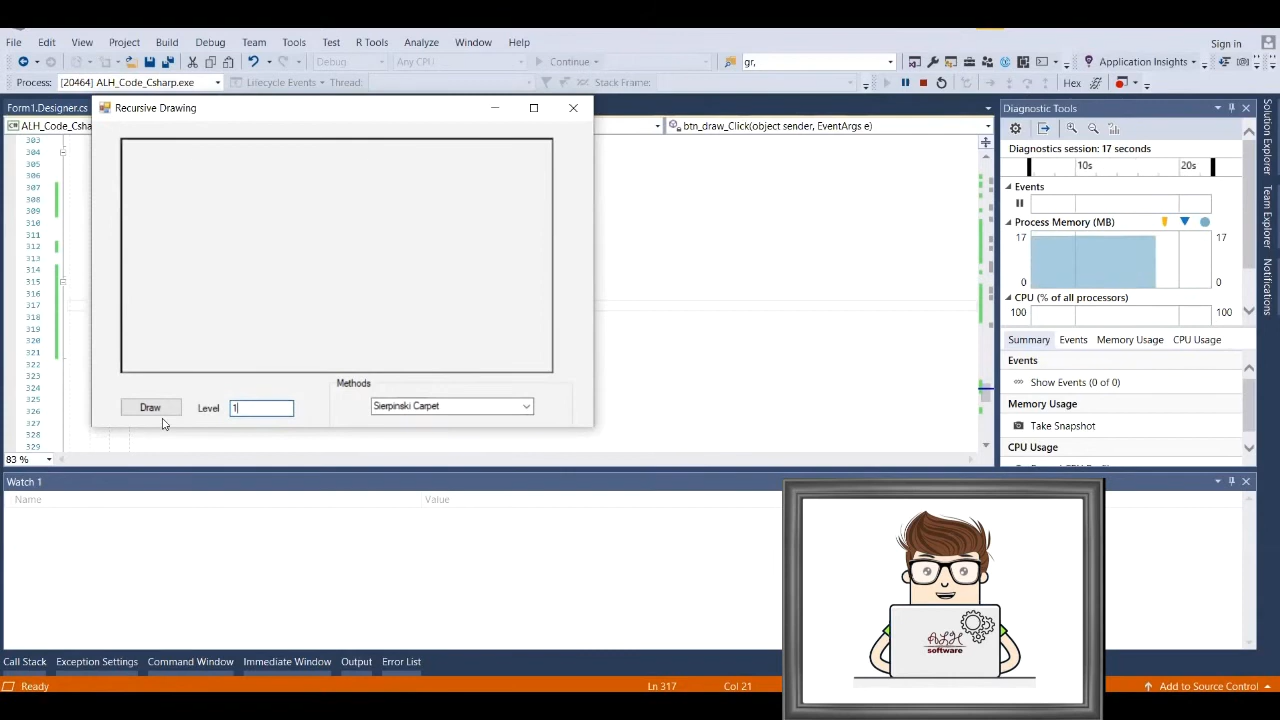 File Edit View Project Build Debug Team Tools Test R Tools Analyze Window Help
Sign in
Debug Any CPU Continue gr, Application Insights
Process: [20464] ALH_Code_Csharp.exe Lifecycle Events Thread: Stack Frame: Hex
Form1.Designer.cs
Recursive Drawing
ALH_Code_Csha
btn_draw_Click(object sender, EventArgs e)
303
304
305
306
307
308
309
310
311
312
313
314
315
316
317
318
319
320
321
322
323
324
325
326
327
328
329
Methods
Draw Level 1 Sierpinski Carpet
83 %
Diagnostic Tools
Diagnostics session: 17 seconds
10s 20s
Events
Process Memory (MB)
17 17
0 0
CPU (% of all processors)
100 100
Summary Events Memory Usage CPU Usage
Events
Show Events (0 of 0)
Memory Usage
Take Snapshot
CPU Usage
Solution Explorer
Team Explorer
Notifications
Watch 1
Name Value
ALH
software
Call Stack Exception Settings Command Window Immediate Window Output Error List
Ready Ln 317 Col 21 Add to Source Control